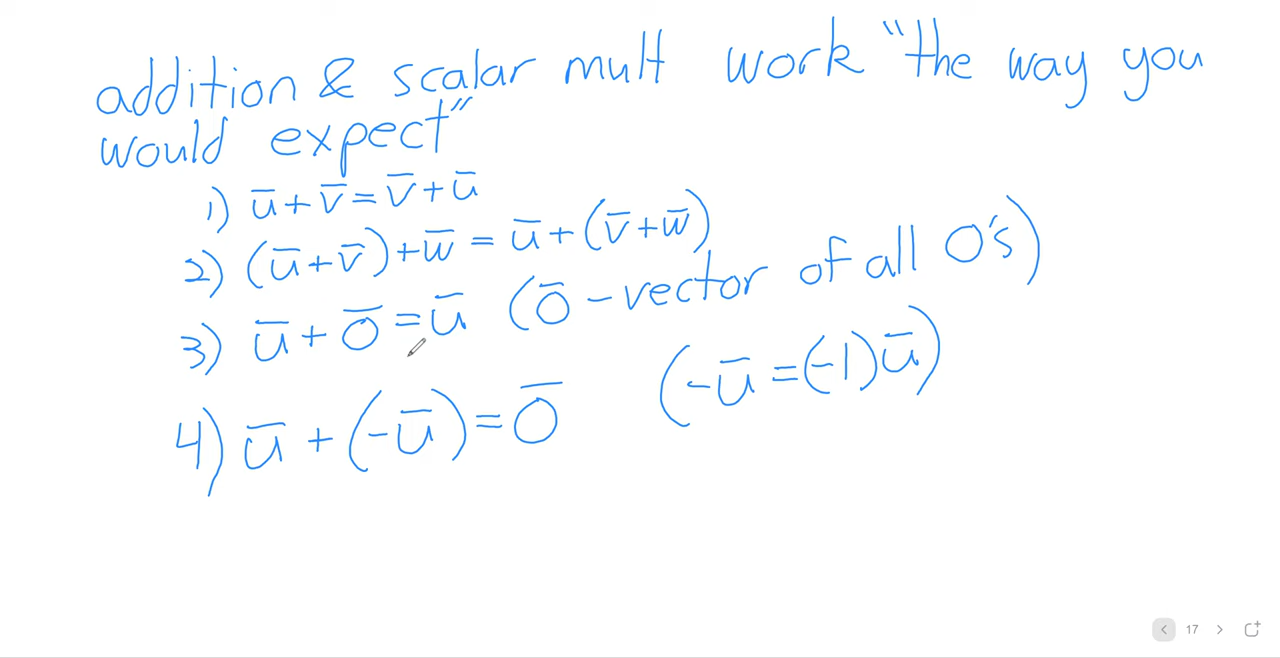 addition & scalar mult work "the way you
would expect"
1) ū + v̄ = v̄ + ū
2) (ū + v̄) + w̄ = ū + (v̄ + w̄)
3) ū + 0̄ = ū (0̄ - vector of all 0's)
4) ū + (-ū) = 0̄ (-ū = (-1)ū)
17